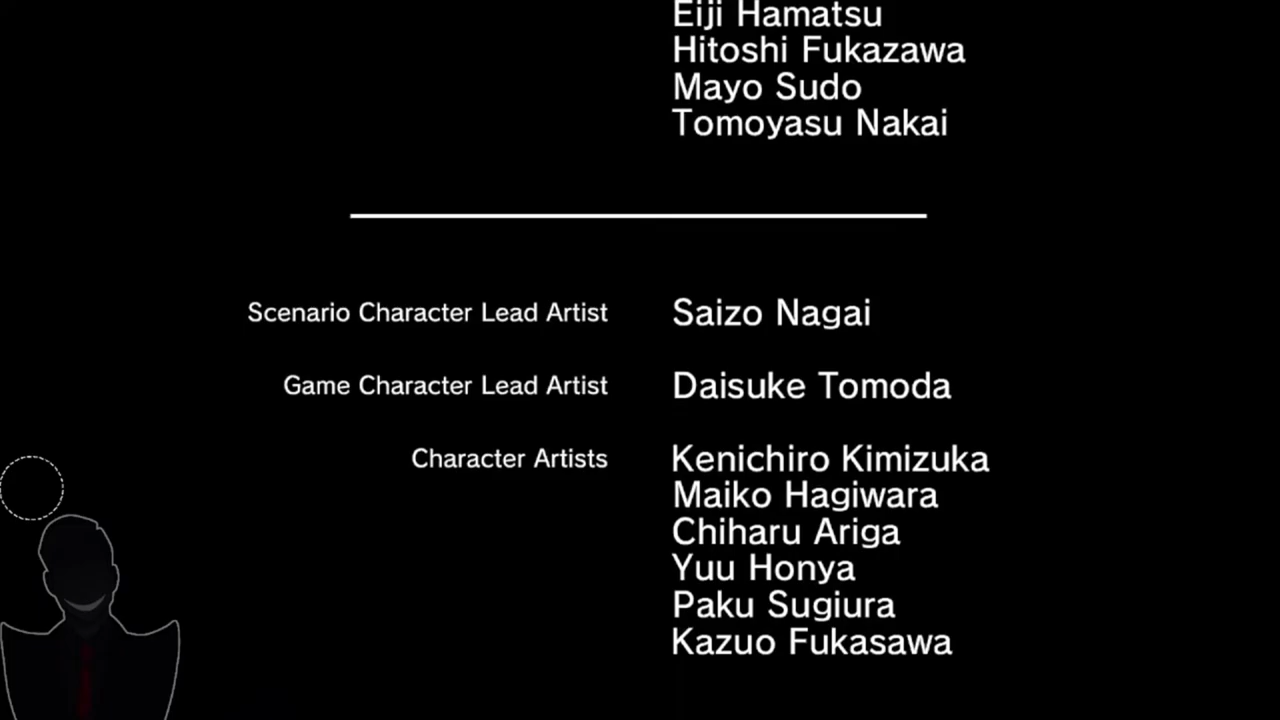 Eiji Hamatsu
Hitoshi Fukazawa
Mayo Sudo
Tomoyasu Nakai
Scenario Character Lead Artist Saizo Nagai
Game Character Lead Artist Daisuke Tomoda
Character Artists Kenichiro Kimizuka
Maiko Hagiwara
Chiharu Ariga
Yuu Honya
Paku Sugiura
Kazuo Fukasawa